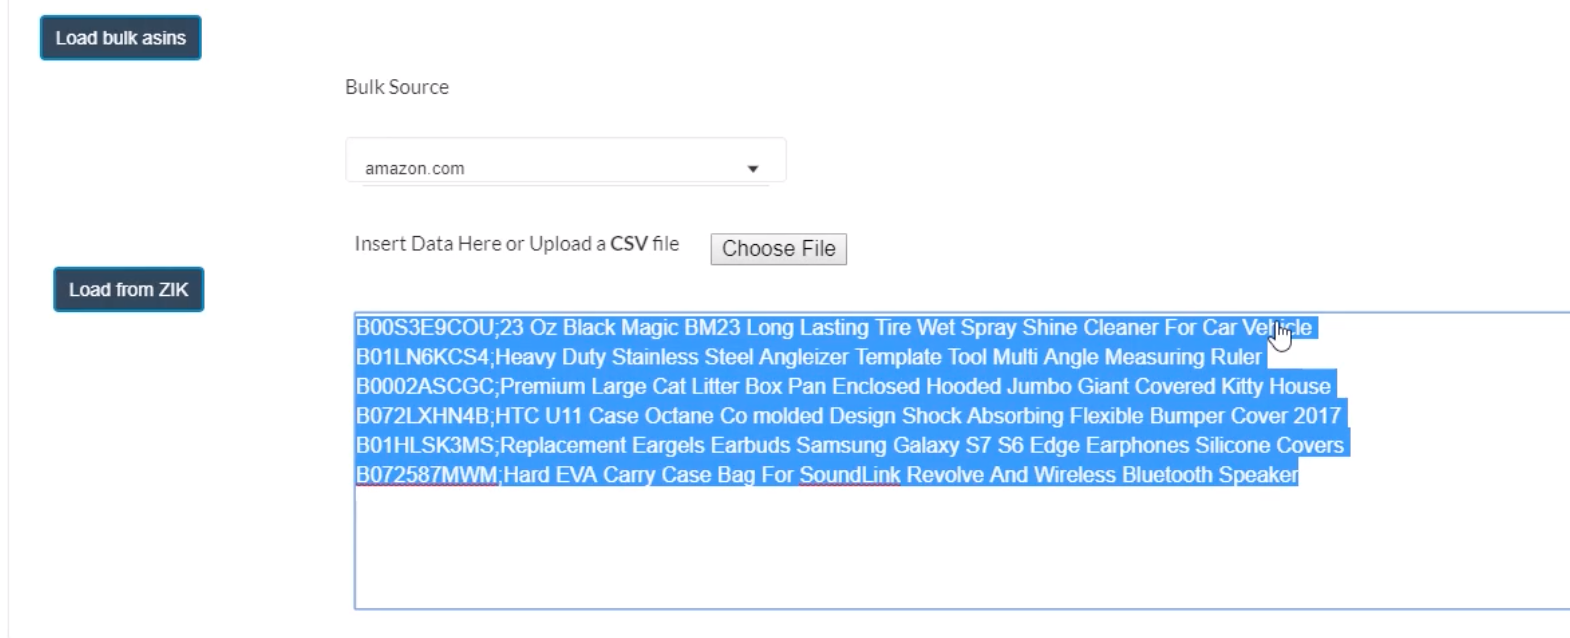 Load bulk asins
Bulk Source
amazon.com
Insert Data Here or Upload a CSV file
Choose File
Load from ZIK
B00S3E9COU;23 Oz Black Magic BM23 Long Lasting Tire Wet Spray Shine Cleaner For Car Vehicle
B01LN6KCS4;Heavy Duty Stainless Steel Angleizer Template Tool Multi Angle Measuring Ruler
B0002ASCGC;Premium Large Cat Litter Box Pan Enclosed Hooded Jumbo Giant Covered Kitty House
B072LXHN4B;HTC U11 Case Octane Co molded Design Shock Absorbing Flexible Bumper Cover 2017
B01HLSK3MS;Replacement Eargels Earbuds Samsung Galaxy S7 S6 Edge Earphones Silicone Covers
B072587MWM;Hard EVA Carry Case Bag For SoundLink Revolve And Wireless Bluetooth Speaker